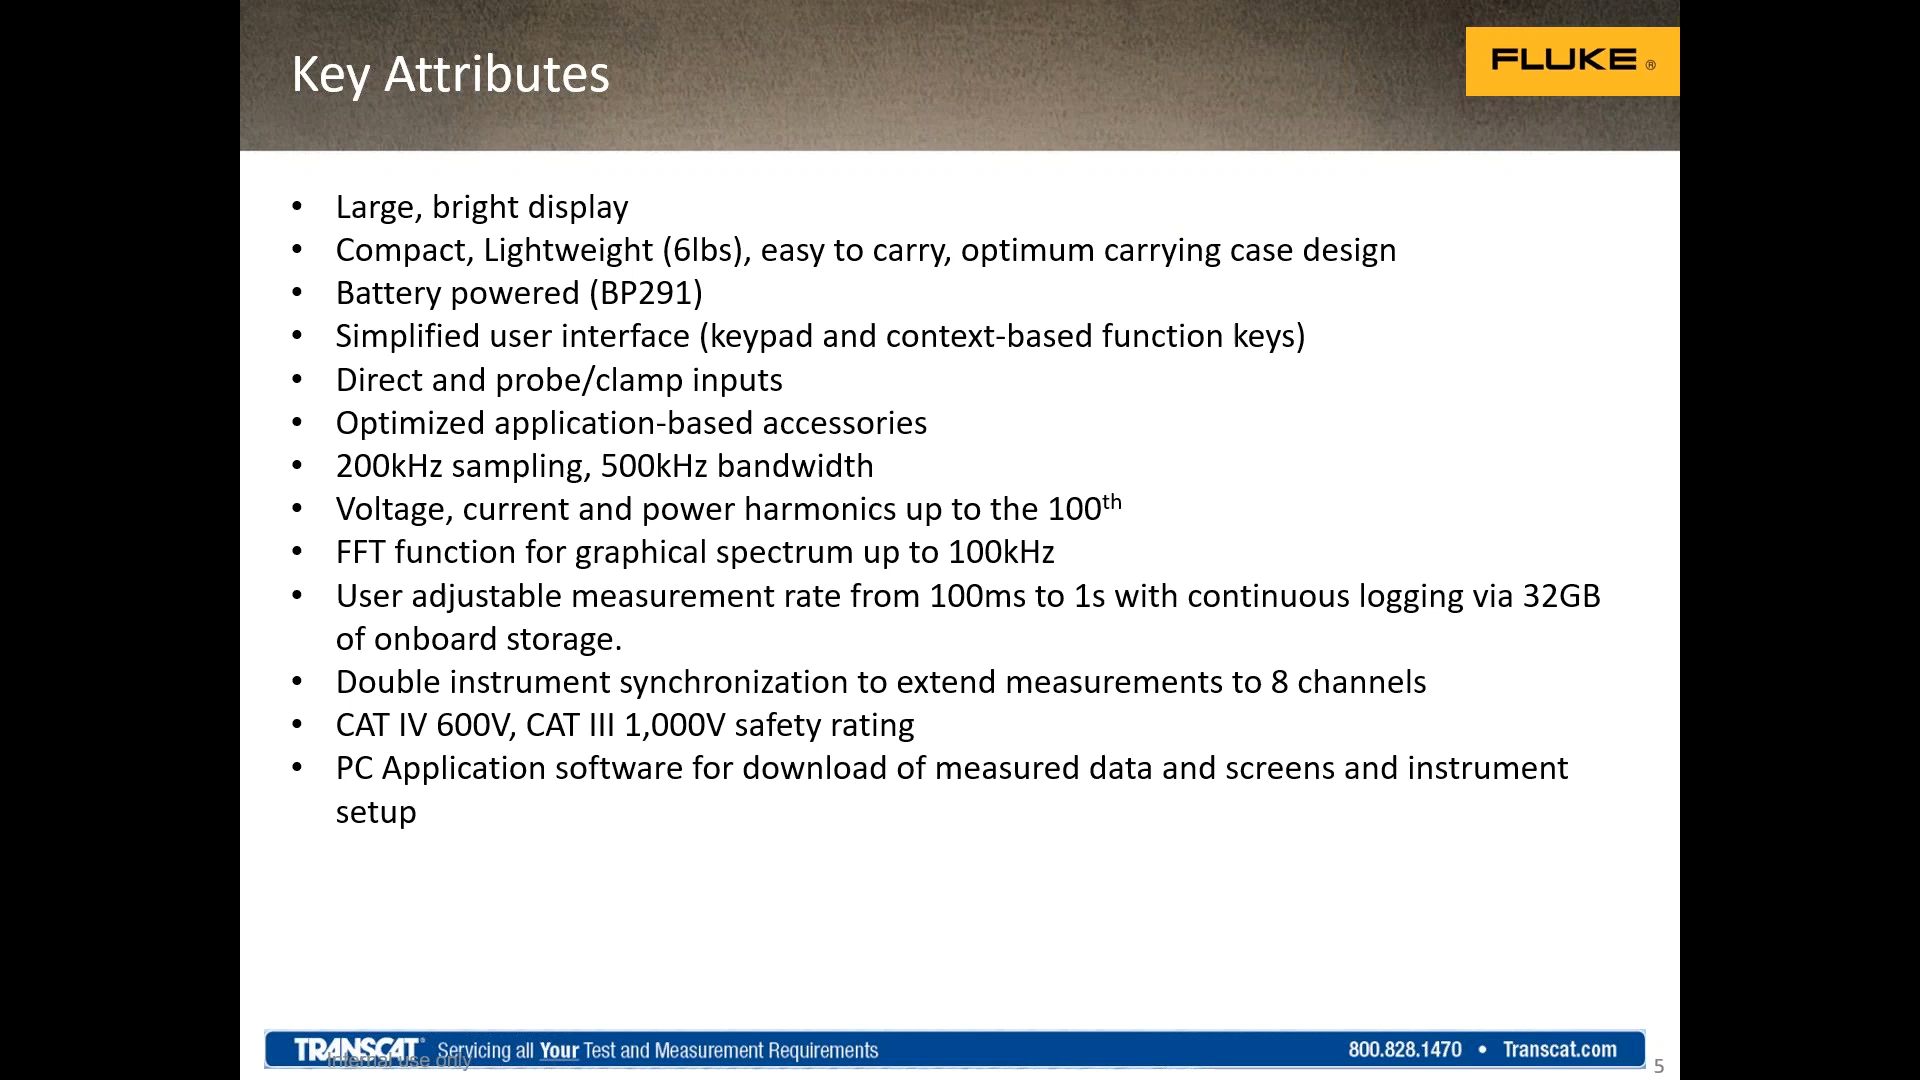 Key Attributes
FLUKE ®
• Large, bright display
• Compact, Lightweight (6lbs), easy to carry, optimum carrying case design
• Battery powered (BP291)
• Simplified user interface (keypad and context-based function keys)
• Direct and probe/clamp inputs
• Optimized application-based accessories
• 200kHz sampling, 500kHz bandwidth
• Voltage, current and power harmonics up to the 100th
• FFT function for graphical spectrum up to 100kHz
• User adjustable measurement rate from 100ms to 1s with continuous logging via 32GB
of onboard storage.
• Double instrument synchronization to extend measurements to 8 channels
• CAT IV 600V, CAT III 1,000V safety rating
• PC Application software for download of measured data and screens and instrument
setup
TRANSCAT® Servicing all Your Test and Measurement Requirements 800.828.1470 • Transcat.com
Internal use only
5